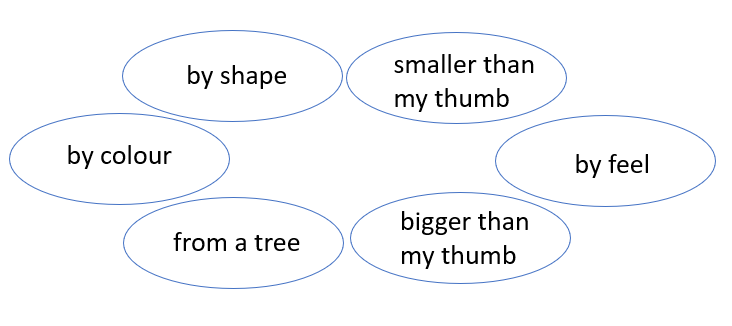 by shape
smaller than
my thumb
by colour
by feel
from a tree
bigger than
my thumb